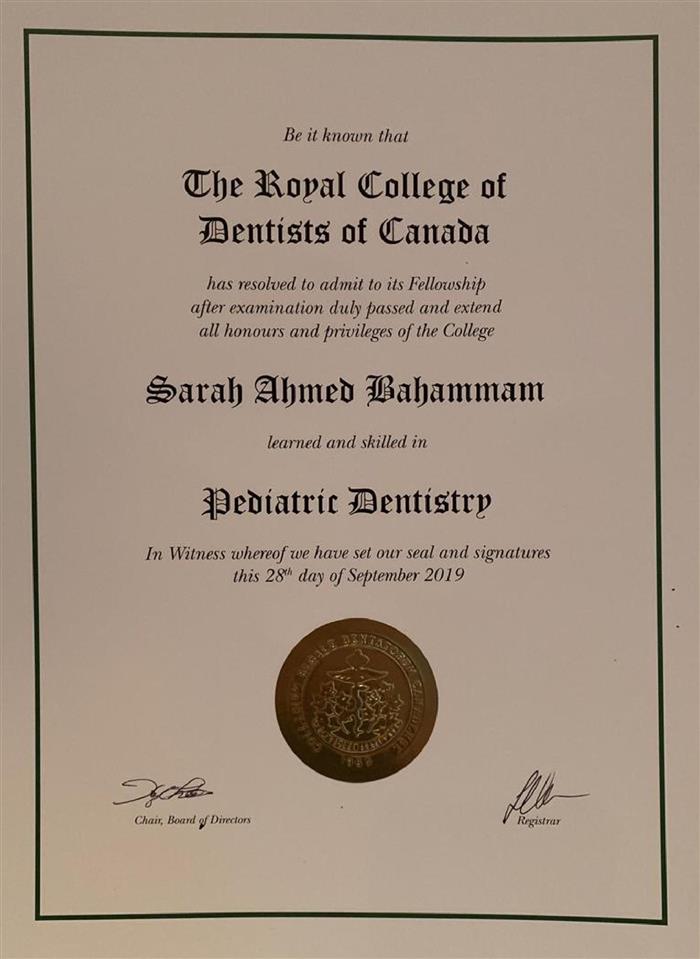 Be it known that
The Royal College of
Dentists of Canada
has resolved to admit to its Fellowship
after examination duly passed and extend
all honours and privileges of the College
Sarah Ahmed Bahammam
learned and skilled in
Pediatric Dentistry
In Witness whereof we have set our seal and signatures
this 28th day of September 2019
COLLEGIUM REGALE DENTATORUM
Chair, Board of Directors
Registrar